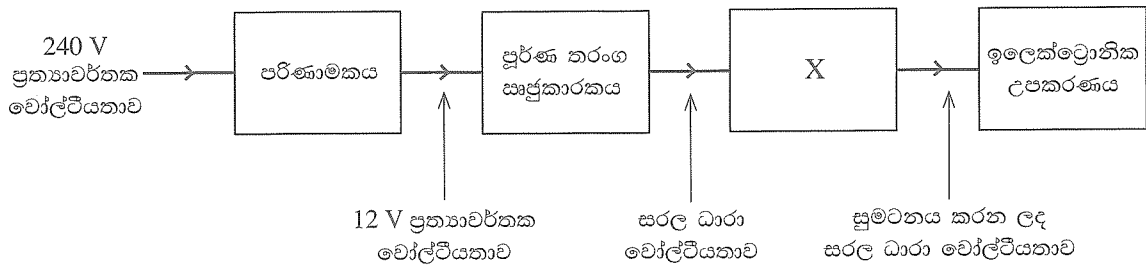 240 V
ප්‍රත්‍යාවර්තක
වෝල්ටීයතාව
පරිණාමකය
පූර්ණ තරංග
ඍජුකාරකය
X
ඉලෙක්ට්‍රොනික
උපකරණය
12 V ප්‍රත්‍යාවර්තක
වෝල්ටීයතාව
සරල ධාරා
වෝල්ටීයතාව
සුමටනය කරන ලද
සරල ධාරා වෝල්ටීයතාව